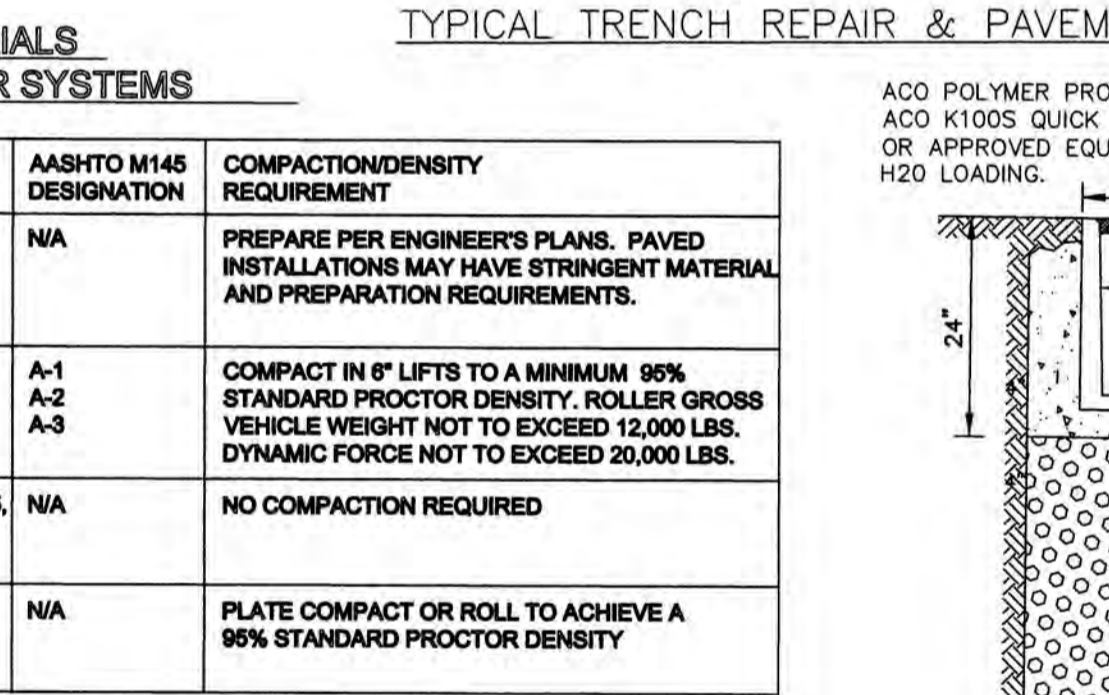 TYPICAL TRENCH REPAIR & PAVEM
IALS
R SYSTEMS
AASHTO M145
DESIGNATION
COMPACTION/DENSITY
REQUIREMENT
N/A
PREPARE PER ENGINEER'S PLANS. PAVED
INSTALLATIONS MAY HAVE STRINGENT MATERIAL
AND PREPARATION REQUIREMENTS.
A-1
A-2
A-3
COMPACT IN 6" LIFTS TO A MINIMUM 95%
STANDARD PROCTOR DENSITY. ROLLER GROSS
VEHICLE WEIGHT NOT TO EXCEED 12,000 LBS.
DYNAMIC FORCE NOT TO EXCEED 20,000 LBS.
N/A
NO COMPACTION REQUIRED
N/A
PLATE COMPACT OR ROLL TO ACHIEVE A
95% STANDARD PROCTOR DENSITY
ACO POLYMER PRO
ACO K100S QUICK
OR APPROVED EQU
H20 LOADING.
24"